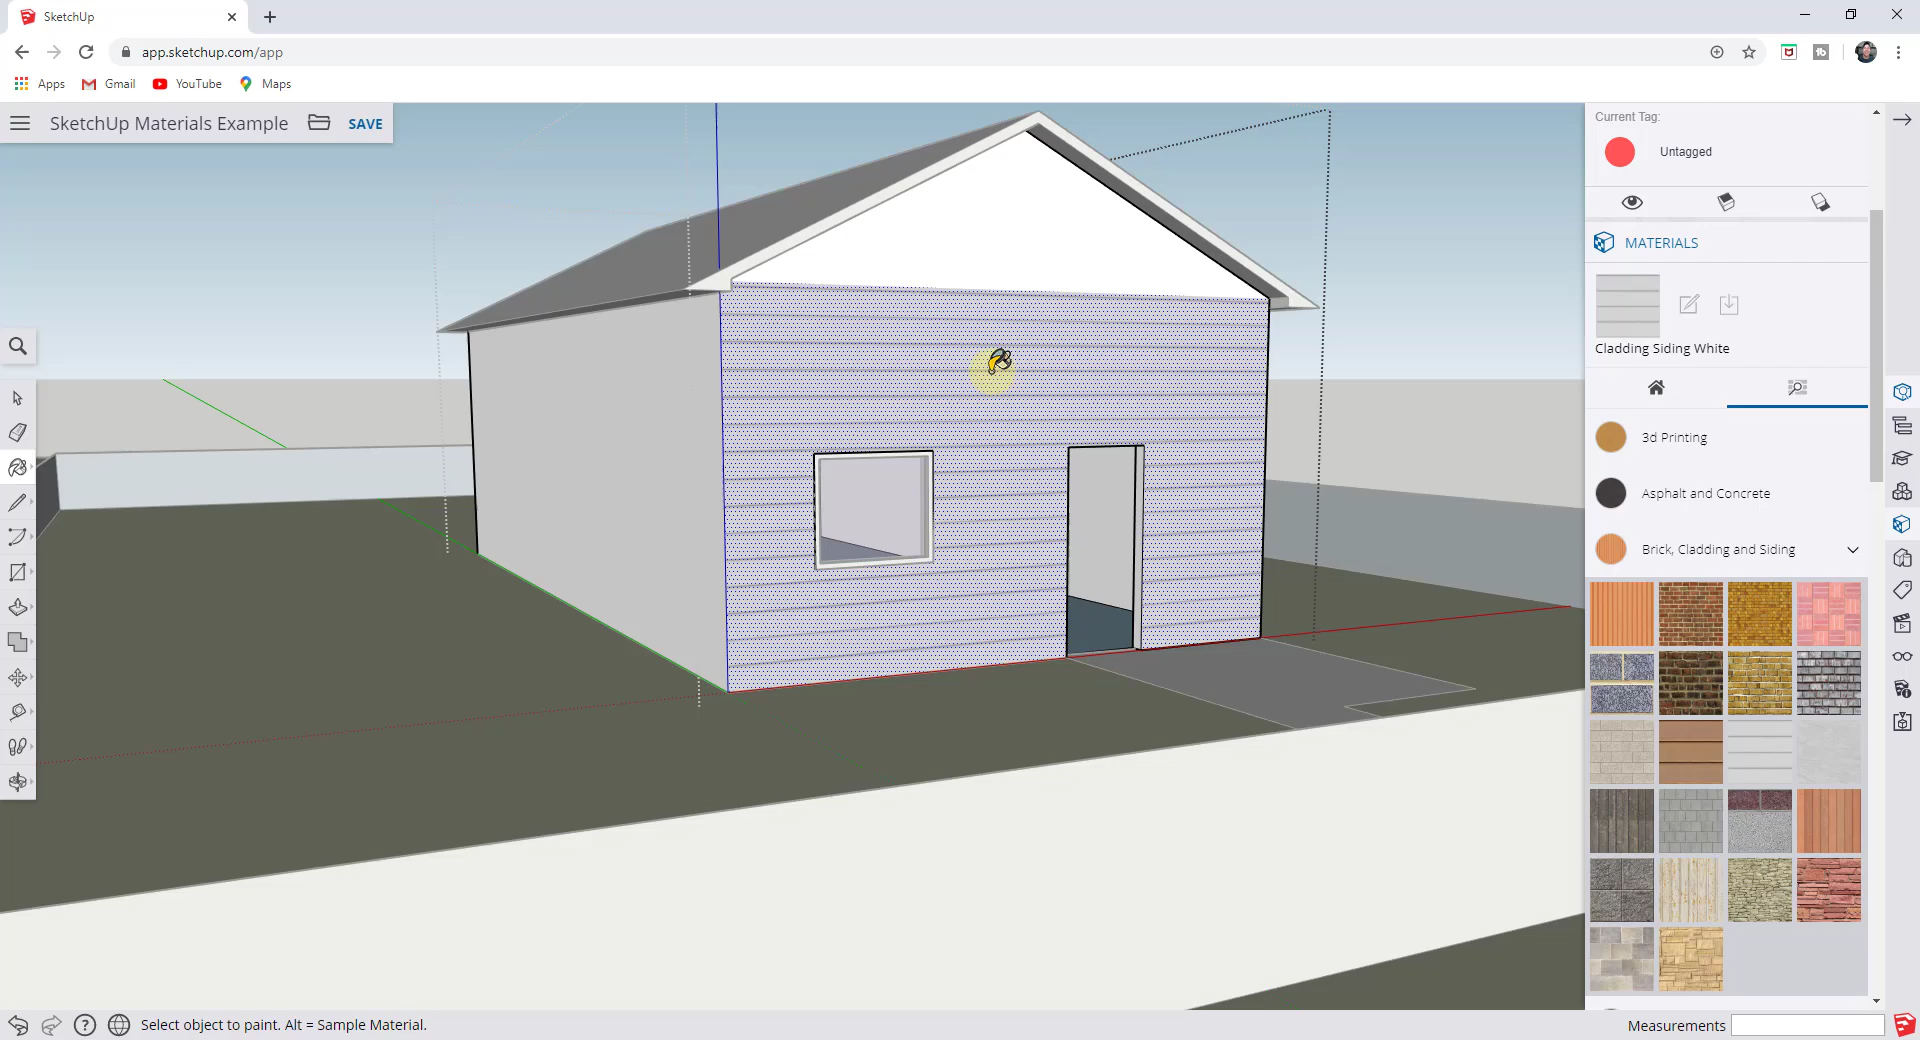 SketchUp
app.sketchup.com/app
Apps
Gmail
YouTube
Maps
SketchUp Materials Example
SAVE
Current Tag:
Untagged
MATERIALS
Cladding Siding White
3d Printing
Asphalt and Concrete
Brick, Cladding and Siding
Select object to paint. Alt = Sample Material.
Measurements